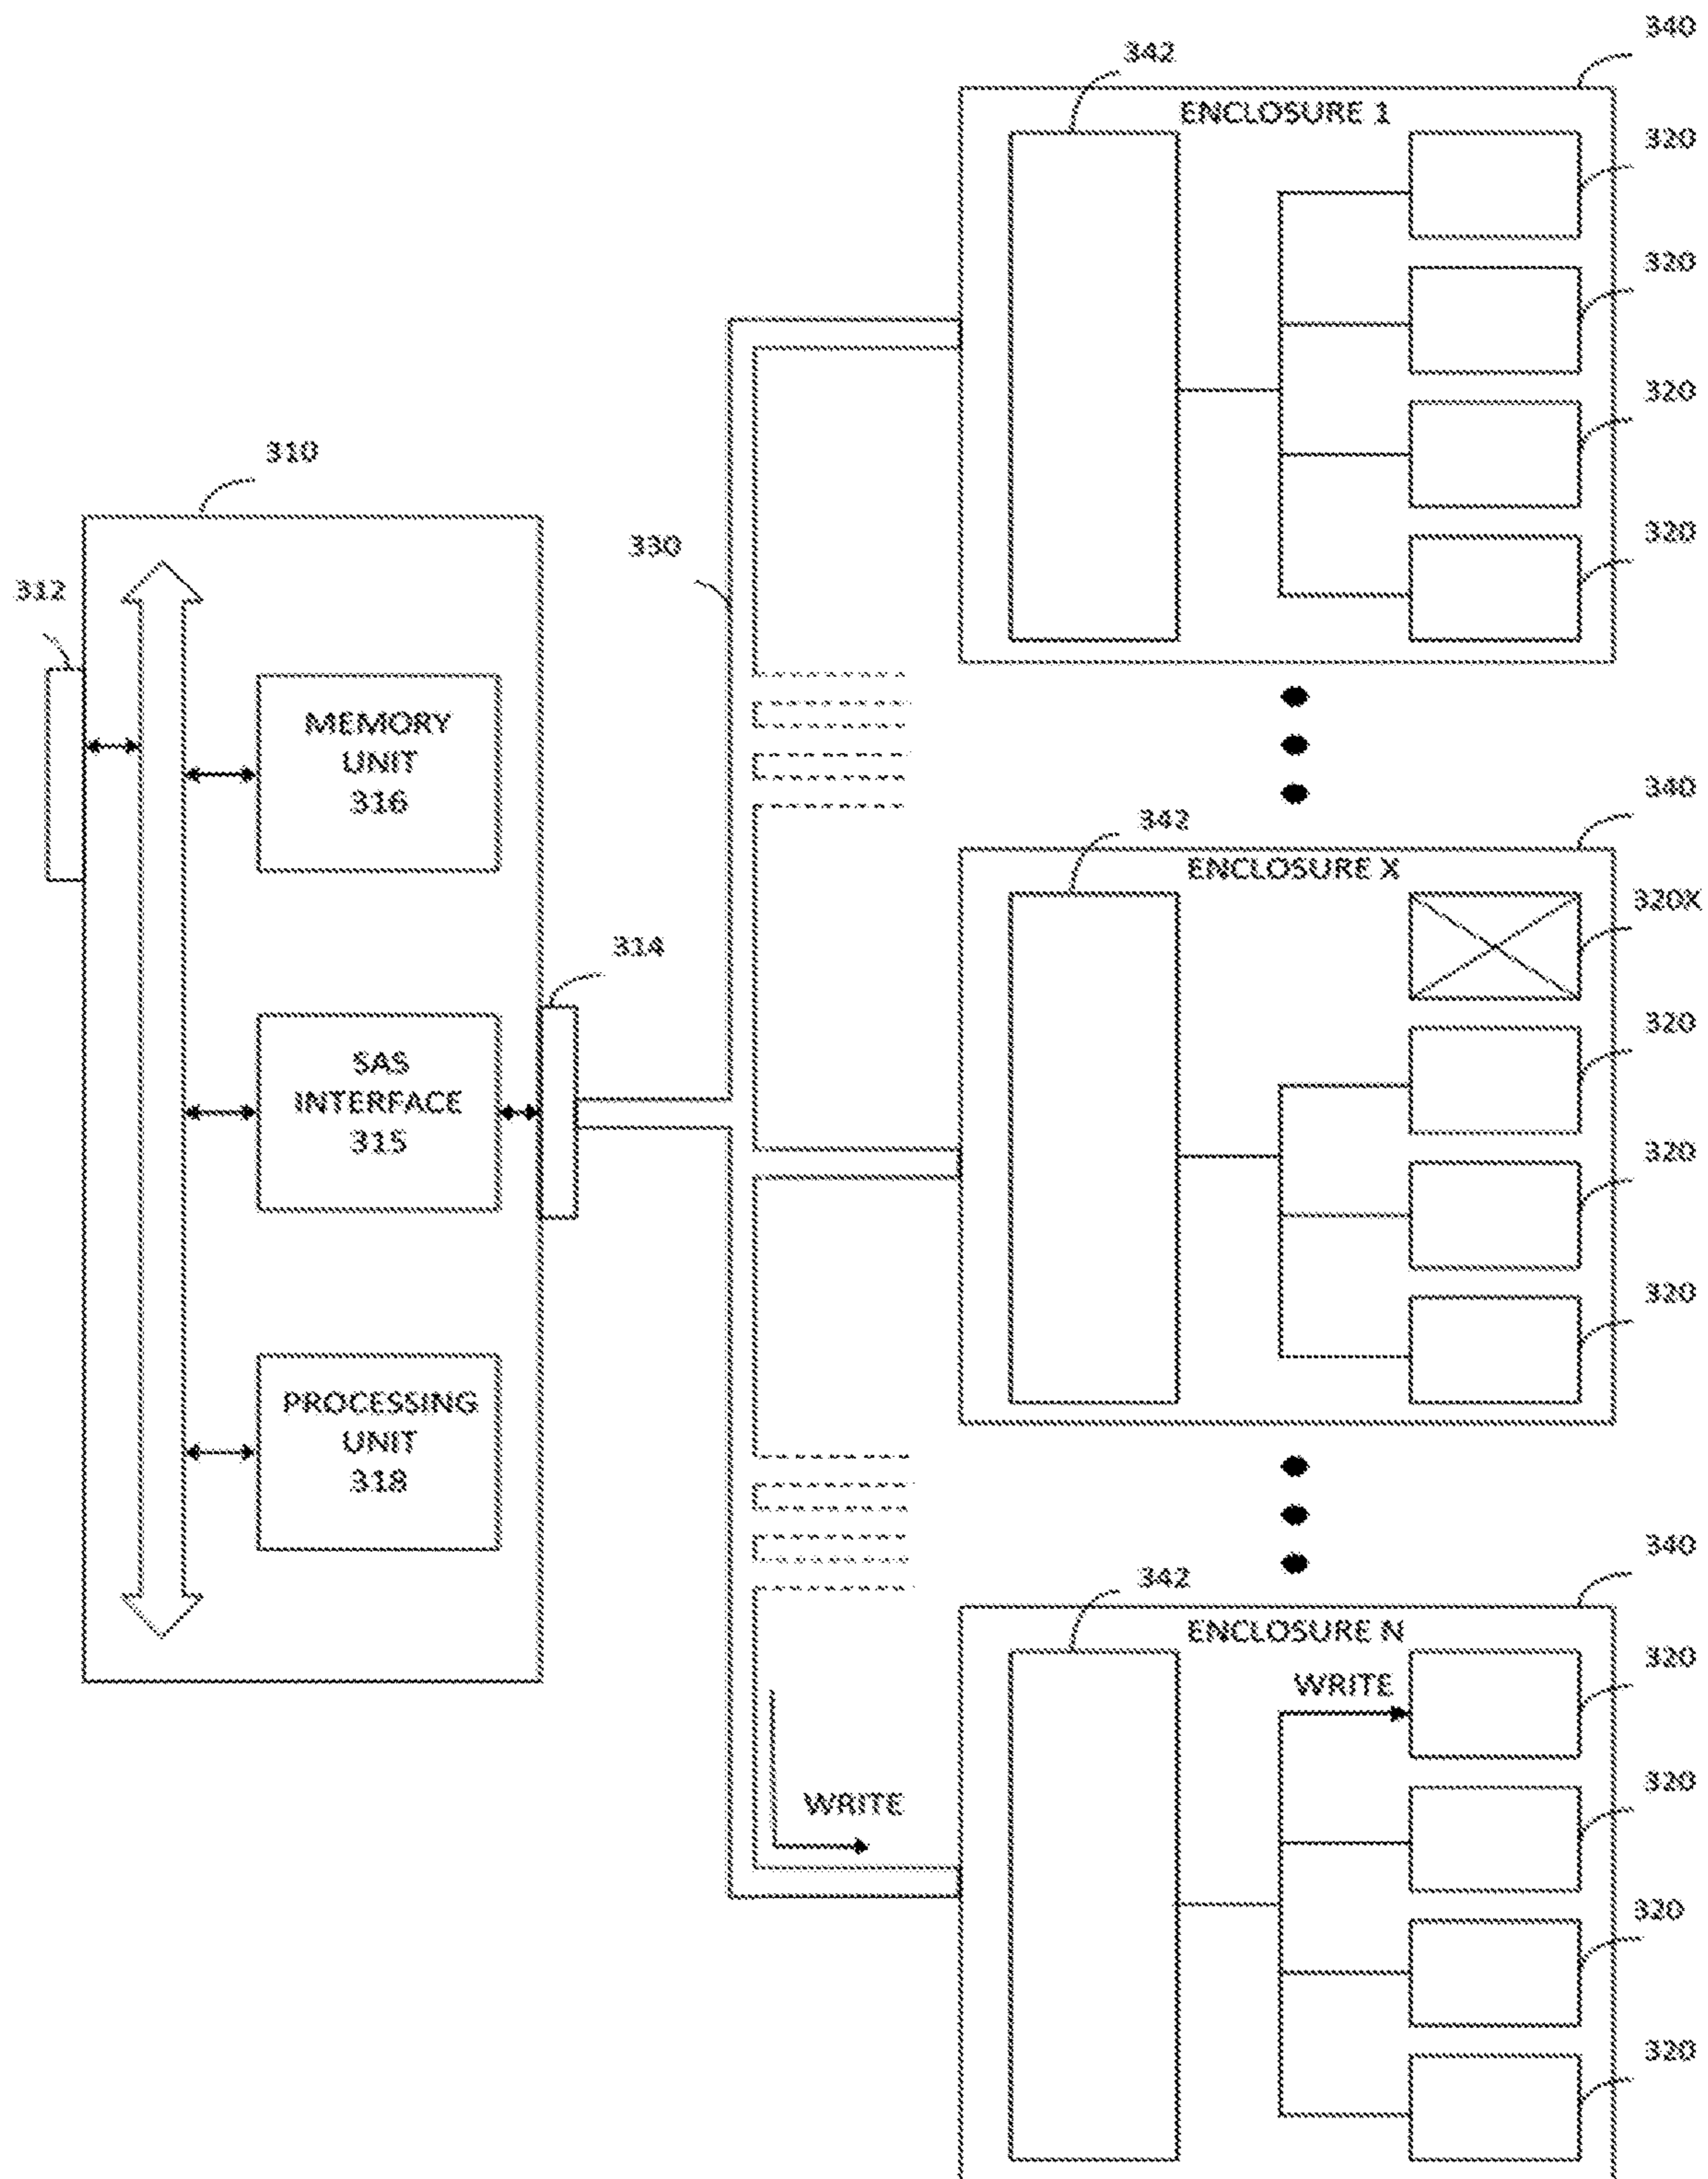 340
342
ENCLOSURE 1
320
320
320
320
310
330
312
MEMORY
UNIT
316
340
342
ENCLOSURE X
320X
314
320
SAS
INTERFACE
315
320
320
PROCESSING
UNIT
318
340
342
ENCLOSURE N
320
WRITE
320
WRITE
320
320